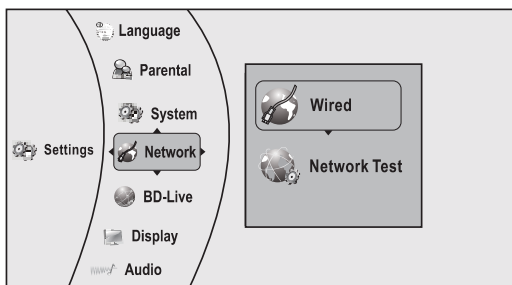 Language
Parental
System
Settings
Network
BD-Live
Display
Audio
Wired
Network Test